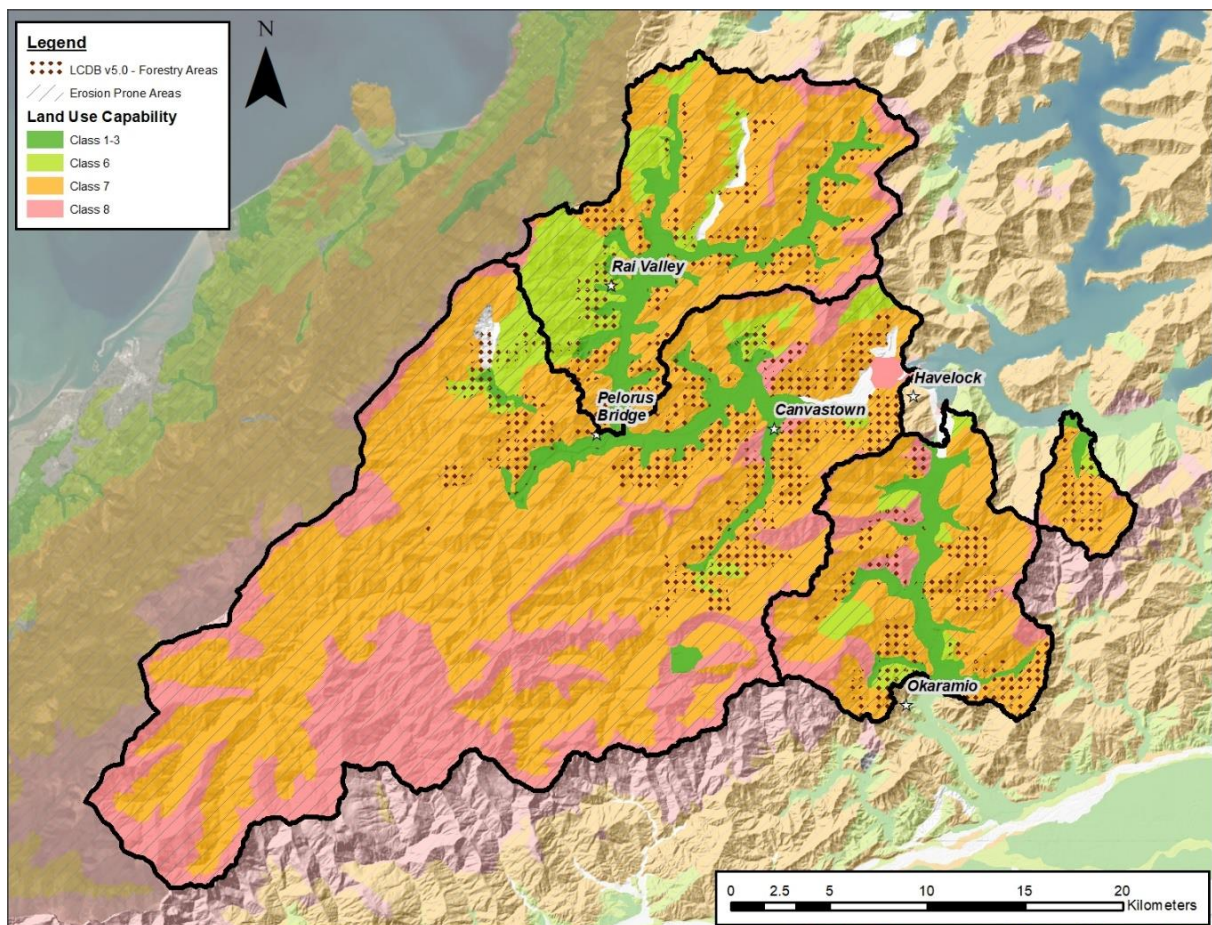 Legend
LCDB v5.0 - Forestry Areas
Erosion Prone Areas
Land Use Capability
Class 1-3
Class 6
Class 7
Class 8
N
Rai Valley
Pelorus
Bridge
Havelock
Canvastown
Okaramio
0 2.5 5 10 15 20
Kilometers